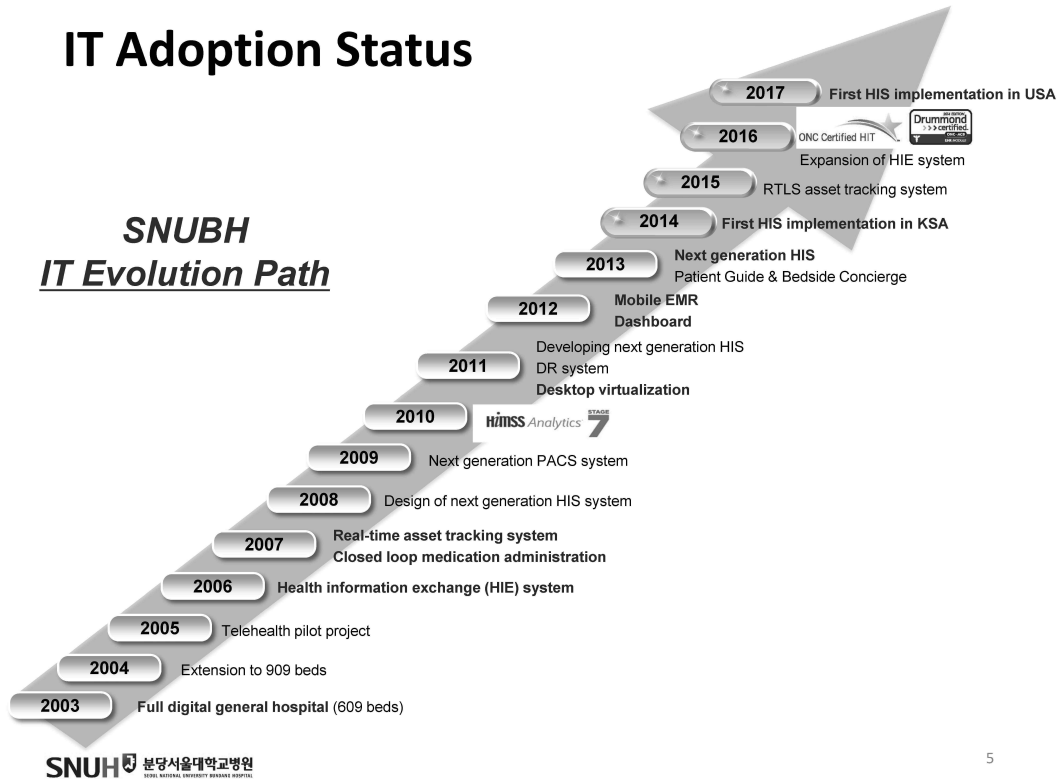 IT Adoption Status
SNUBH
IT Evolution Path
2017 First HIS implementation in USA
2016 ONC Certified HIT Drummond certified.
Expansion of HIE system
2015 RTLS asset tracking system
2014 First HIS implementation in KSA
2013 Next generation HIS
Patient Guide & Bedside Concierge
2012 Mobile EMR
Dashboard
2011 Developing next generation HIS
DR system
Desktop virtualization
2010 HiMSS Analytics STAGE 7
2009 Next generation PACS system
2008 Design of next generation HIS system
2007 Real-time asset tracking system
Closed loop medication administration
2006 Health information exchange (HIE) system
2005 Telehealth pilot project
2004 Extension to 909 beds
2003 Full digital general hospital (609 beds)
SNUH 분당서울대학교병원
SEOUL NATIONAL UNIVERSITY BUNDANG HOSPITAL
5